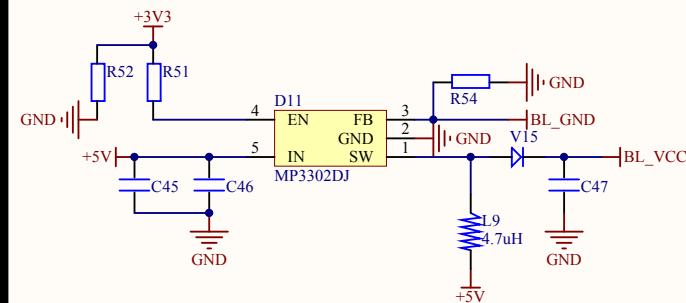 +3V3
R52
R51
GND
D11
4
EN
FB
3
R54
GND
BL_GND
GND
2
GND
V15
+5V
5
IN
SW
1
BL_VCC
MP3302DJ
C45
C46
C47
L9
4.7uH
GND
GND
+5V